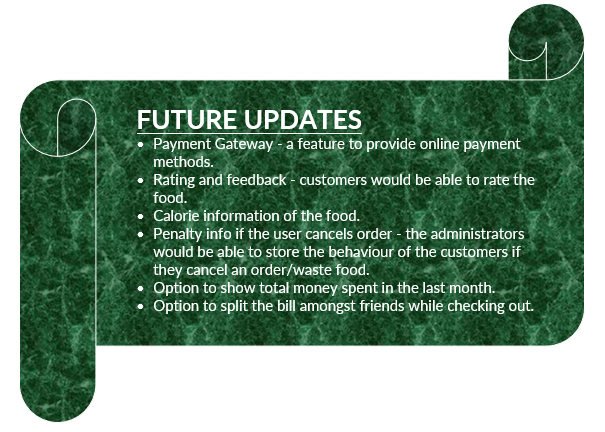 FUTURE UPDATES
• Payment Gateway - a feature to provide online payment
methods.
• Rating and feedback - customers would be able to rate the
food.
• Calorie information of the food.
• Penalty info if the user cancels order - the administrators
would be able to store the behaviour of the customers if
they cancel an order/waste food.
• Option to show total money spent in the last month.
• Option to split the bill amongst friends while checking out.